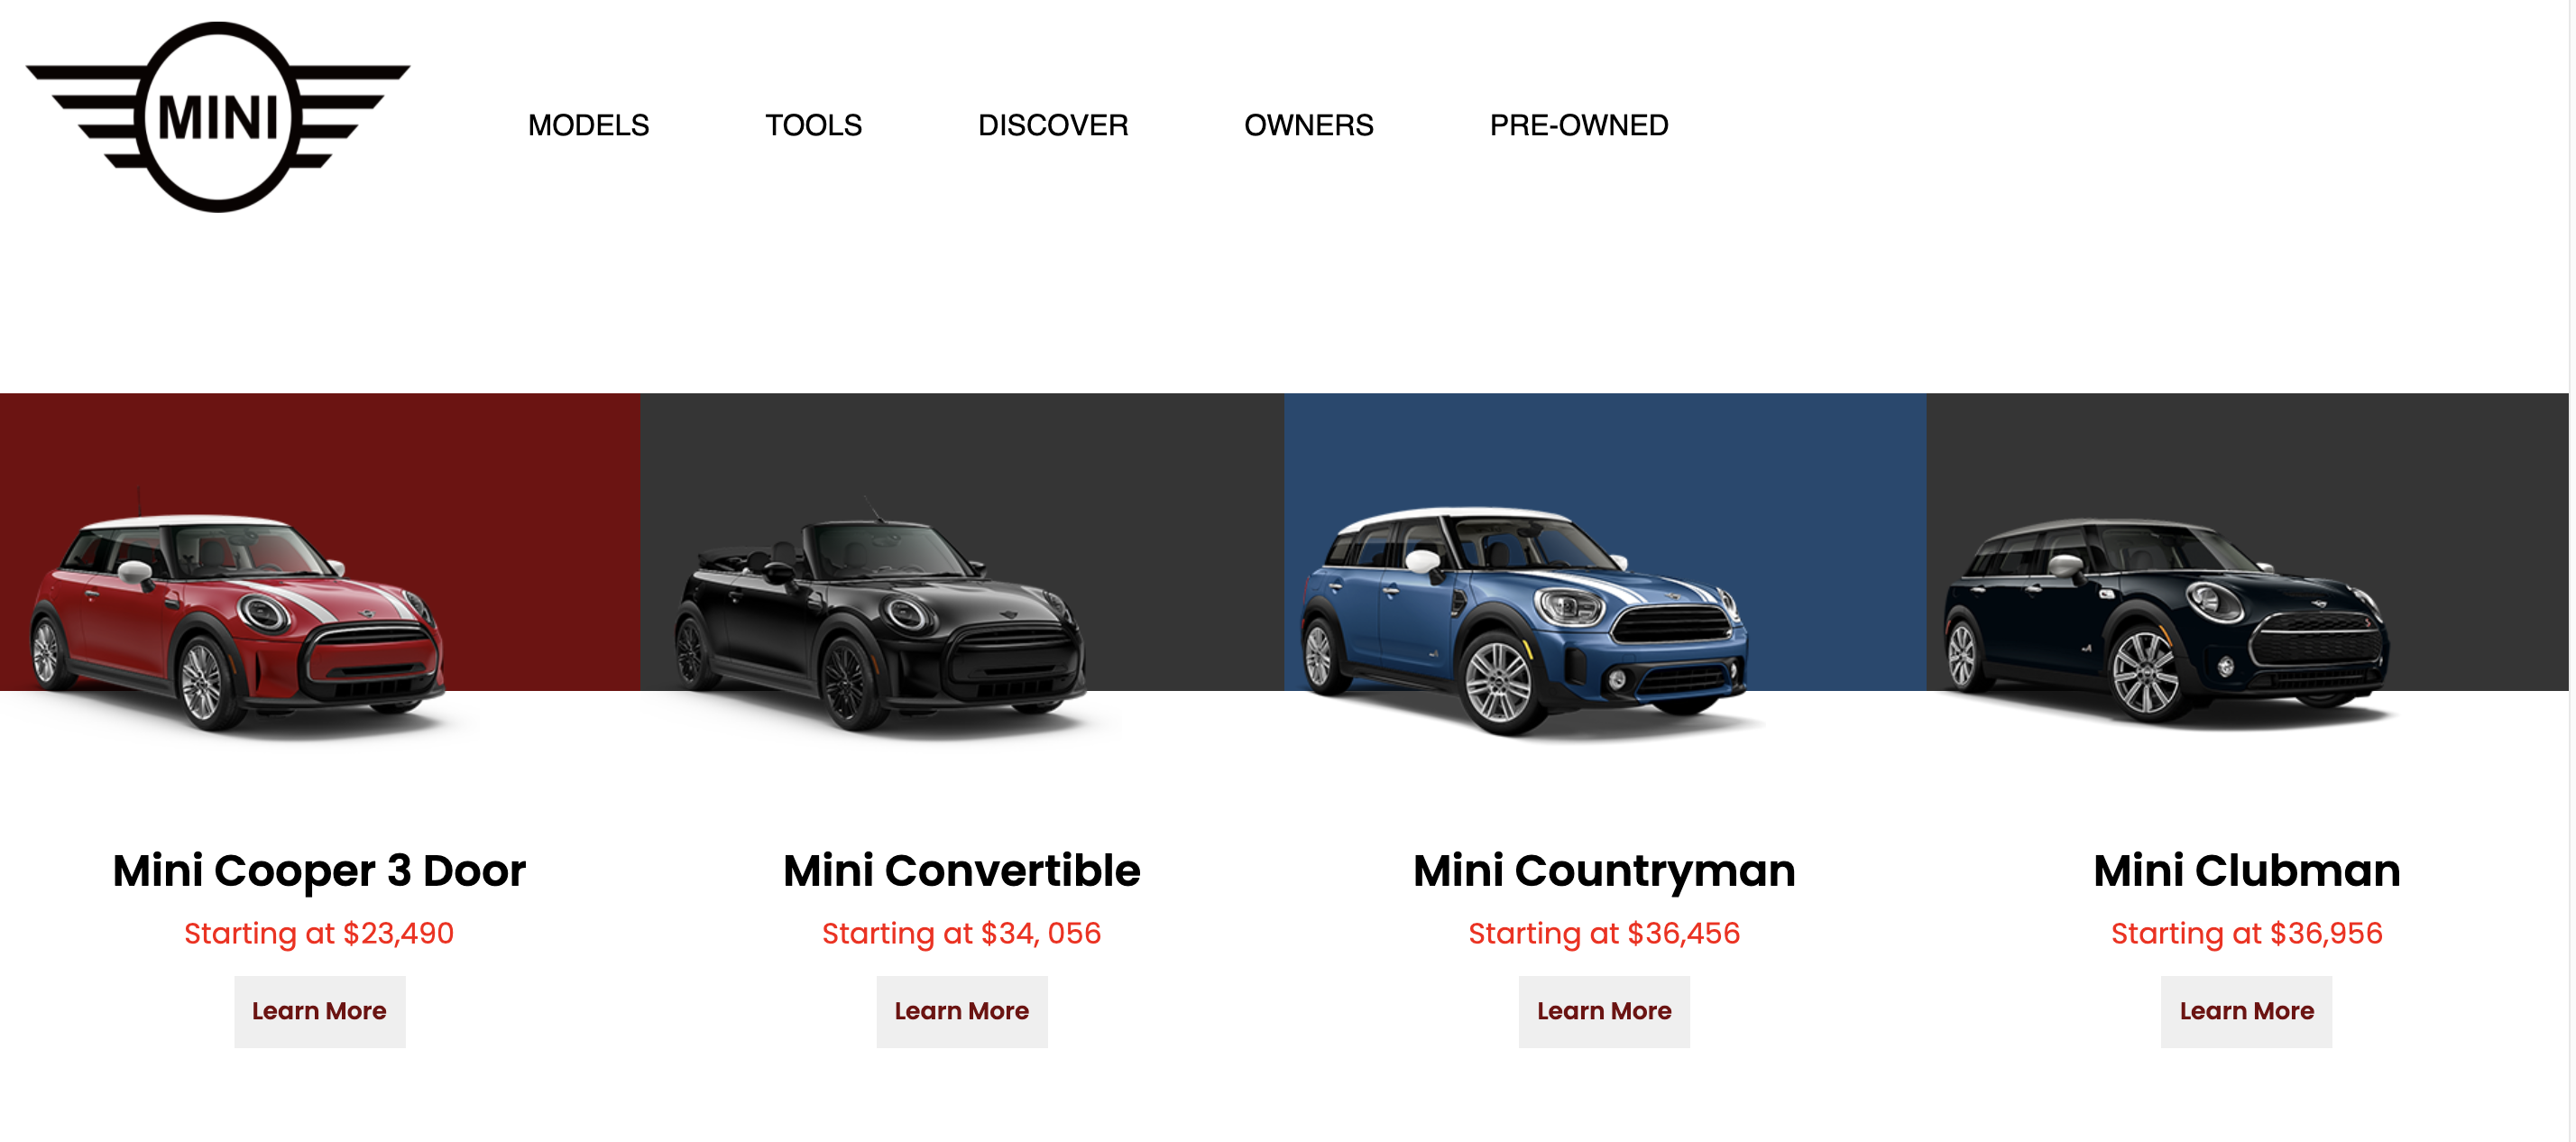 MINI
MODELS TOOLS DISCOVER OWNERS PRE-OWNED
Mini Cooper 3 Door
Starting at $23,490
Learn More
Mini Convertible
Starting at $34, 056
Learn More
Mini Countryman
Starting at $36,456
Learn More
Mini Clubman
Starting at $36,956
Learn More